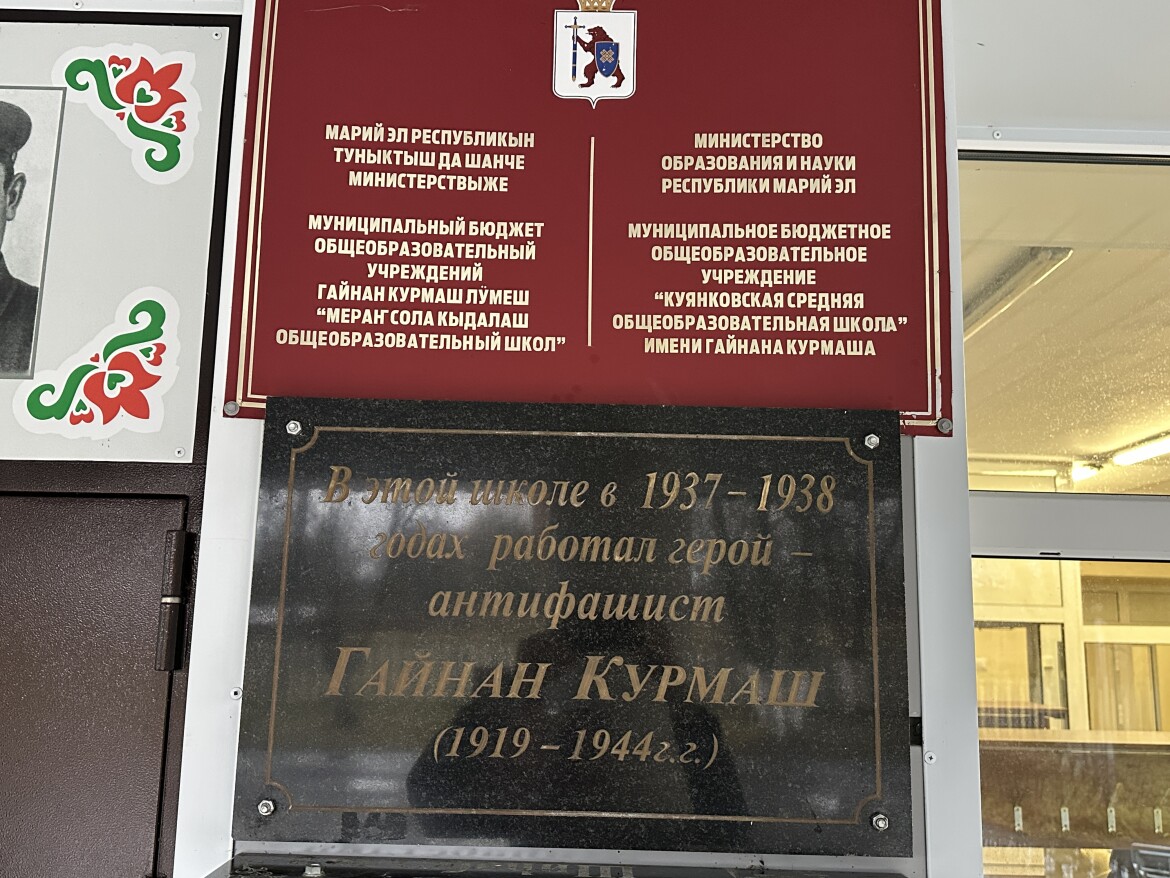 МАРИЙ ЭЛ РЕСПУБЛИКЫН
ТУНЫКТЫШ ДА ШАНЧЕ
МИНИСТЕРСТВЫЖЕ
МУНИЦИПАЛЬНЫЙ БЮДЖЕТ
ОБЩЕОБРАЗОВАТЕЛЬНЫЙ
УЧРЕЖДЕНИЙ
ГАЙНАН КУРМАШ ЛӰМЕШ
“МЕРАҤ СОЛА КЫДАЛАШ
ОБЩЕОБРАЗОВАТЕЛЬНЫЙ ШКОЛ”
МИНИСТЕРСТВО
ОБРАЗОВАНИЯ И НАУКИ
РЕСПУБЛИКИ МАРИЙ ЭЛ
МУНИЦИПАЛЬНОЕ БЮДЖЕТНОЕ
ОБЩЕОБРАЗОВАТЕЛЬНОЕ
УЧРЕЖДЕНИЕ
“КУЯНКОВСКАЯ СРЕДНЯЯ
ОБЩЕОБРАЗОВАТЕЛЬНАЯ ШКОЛА”
ИМЕНИ ГАЙНАНА КУРМАША
В этой школе в 1937 – 1938
годах работал герой –
антифашист
ГАЙНАН КУРМАШ
(1919 – 1944г.г.)